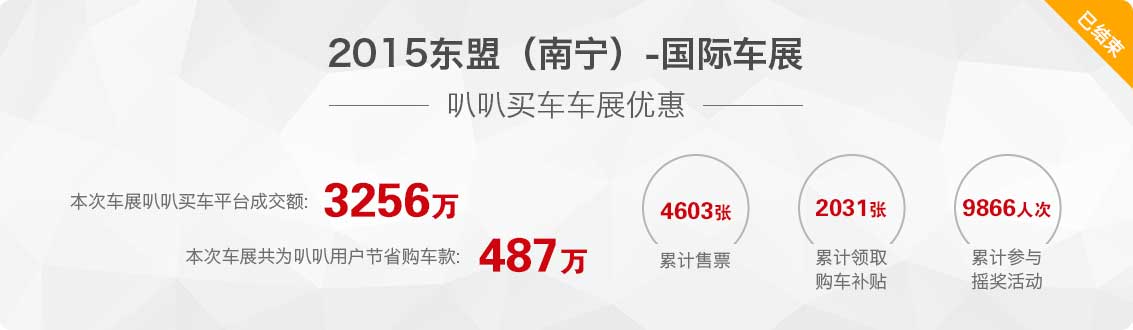 已结束
2015东盟（南宁）-国际车展
叭叭买车车展优惠
本次车展叭叭买车平台成交额: 3256万
本次车展共为叭叭用户节省购车款: 487万
4603张
累计售票
2031张
累计领取
购车补贴
9866人次
累计参与
摇奖活动